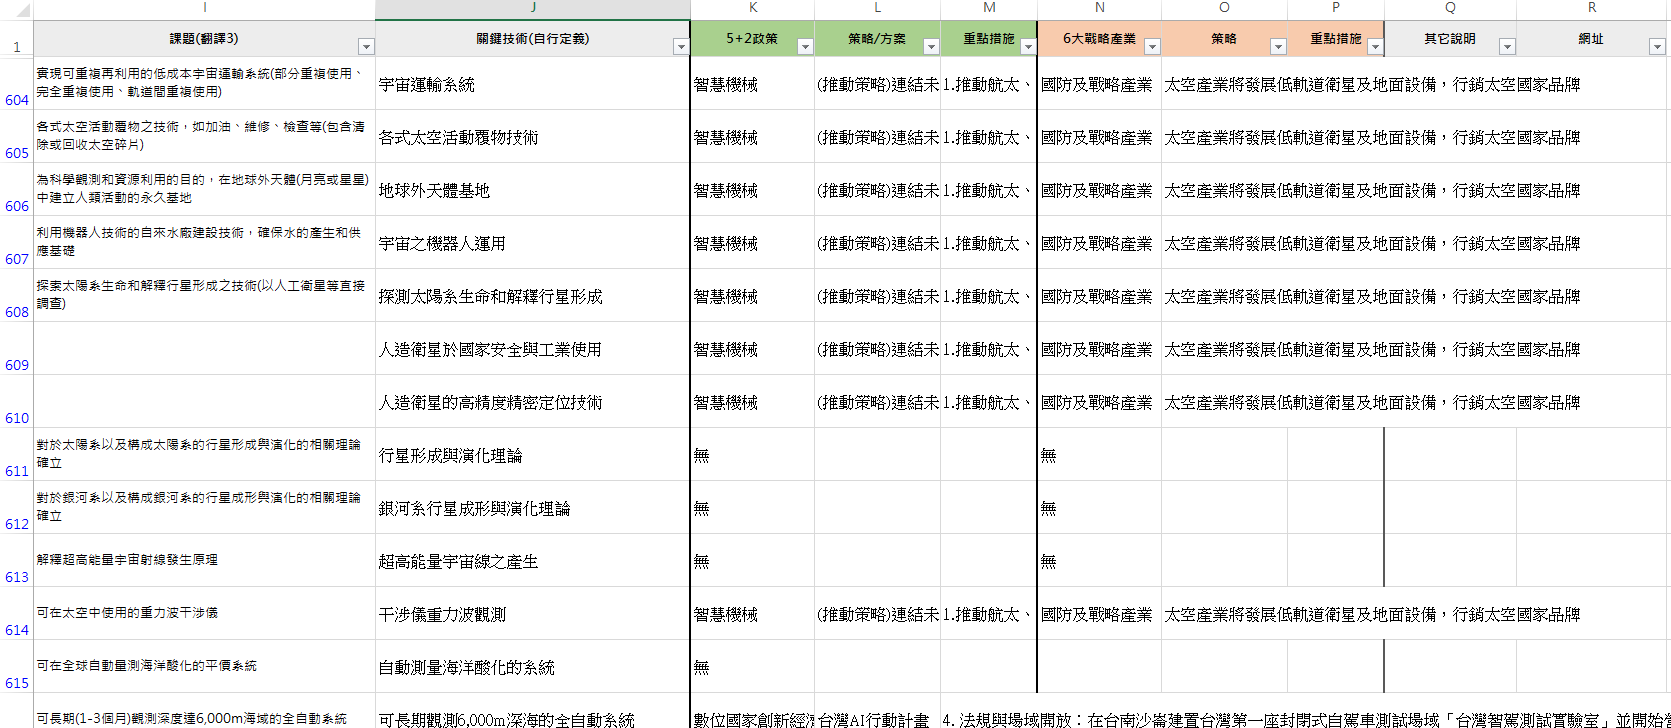 I J K L M N O P Q R
1 課題(翻譯3) 關鍵技術(自行定義) 5+2政策 策略/方案 重點措施 6大戰略產業 策略 重點措施 其它說明 網址
實現可重複再利用的低成本宇宙運輸系統(部分重複使用、
完全重複使用、軌道間重複使用)
604 宇宙運輸系統 智慧機械 (推動策略)連結未 1.推動航太、 國防及戰略產業 太空產業將發展低軌道衛星及地面設備，行銷太空國家品牌
各式太空活動覆物之技術，如加油、維修、檢查等(包含清
除或回收太空碎片)
605 各式太空活動覆物技術 智慧機械 (推動策略)連結未 1.推動航太、 國防及戰略產業 太空產業將發展低軌道衛星及地面設備，行銷太空國家品牌
為科學觀測和資源利用的目的，在地球外天體(月亮或星星)
中建立人類活動的永久基地
606 地球外天體基地 智慧機械 (推動策略)連結未 1.推動航太、 國防及戰略產業 太空產業將發展低軌道衛星及地面設備，行銷太空國家品牌
利用機器人技術的自來水廠建設技術，確保水的產生和供
應基礎
607 宇宙之機器人運用 智慧機械 (推動策略)連結未 1.推動航太、 國防及戰略產業 太空產業將發展低軌道衛星及地面設備，行銷太空國家品牌
探索太陽系生命和解釋行星形成之技術(以人工衛星等直接
調查)
608 探測太陽系生命和解釋行星形成 智慧機械 (推動策略)連結未 1.推動航太、 國防及戰略產業 太空產業將發展低軌道衛星及地面設備，行銷太空國家品牌
609 人造衛星於國家安全與工業使用 智慧機械 (推動策略)連結未 1.推動航太、 國防及戰略產業 太空產業將發展低軌道衛星及地面設備，行銷太空國家品牌
610 人造衛星的高精度精密定位技術 智慧機械 (推動策略)連結未 1.推動航太、 國防及戰略產業 太空產業將發展低軌道衛星及地面設備，行銷太空國家品牌
對於太陽系以及構成太陽系的行星形成與演化的相關理論
確立
611 行星形成與演化理論 無 無
對於銀河系以及構成銀河系的行星成形與演化的相關理論
確立
612 銀河系行星成形與演化理論 無 無
613 解釋超高能量宇宙射線發生原理 超高能量宇宙線之產生 無 無
614 可在太空中使用的重力波干涉儀 干涉儀重力波觀測 智慧機械 (推動策略)連結未 1.推動航太、 國防及戰略產業 太空產業將發展低軌道衛星及地面設備，行銷太空國家品牌
615 可在全球自動量測海洋酸化的平價系統 自動測量海洋酸化的系統 無
可長期(1-3個月)觀測深度達6,000m海域的全自動系統 可長期觀測6,000m深海的全自動系統 數位國家創新經濟 台灣AI行動計畫 4.法規與場域開放：在台南沙崙建置台灣第一座封閉式自駕車測試場域「台灣智駕測試實驗室」並開始營